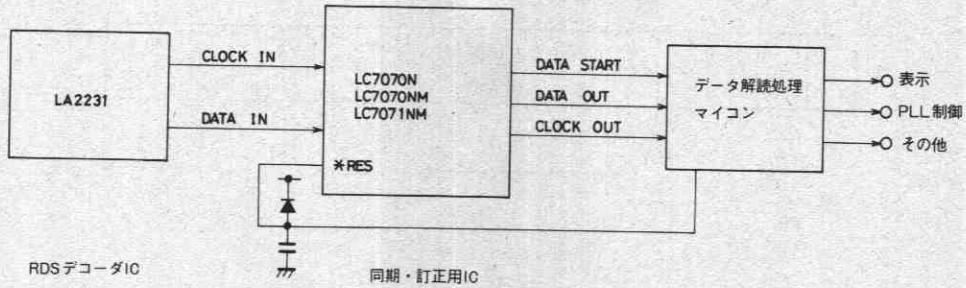 LA2231
CLOCK IN
DATA IN
LC7070N
LC7070NM
LC7071NM
*RES
DATA START
DATA OUT
CLOCK OUT
データ解読処理
マイコン
表示
PLL制御
その他
RDSデコーダIC
同期・訂正用IC